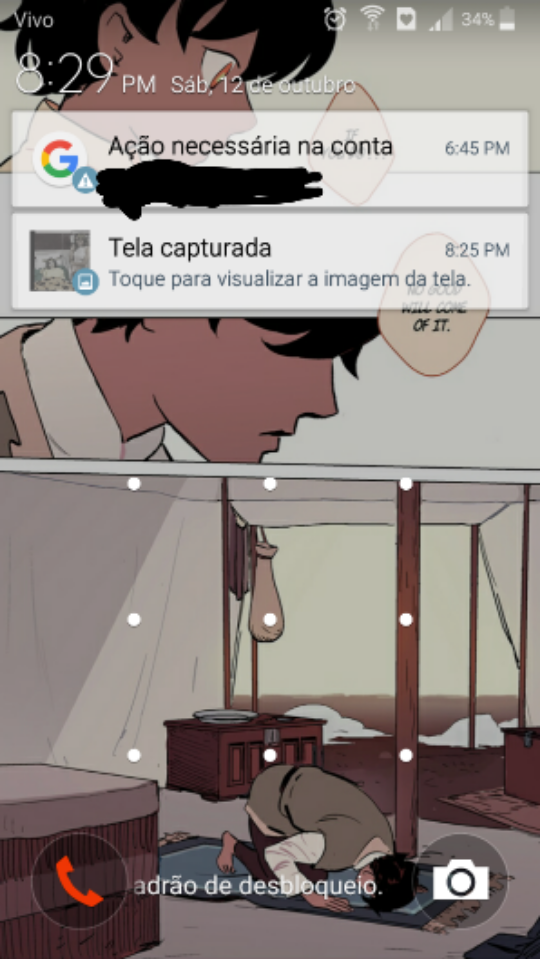 Vivo 34%
8:29 PM Sáb, 12 de outubro
Ação necessária na conta 6:45 PM
IF
Tela capturada 8:25 PM
Toque para visualizar a imagem da tela.
NO GOOD
WILL COME
OF IT.
adrão de desbloqueio.